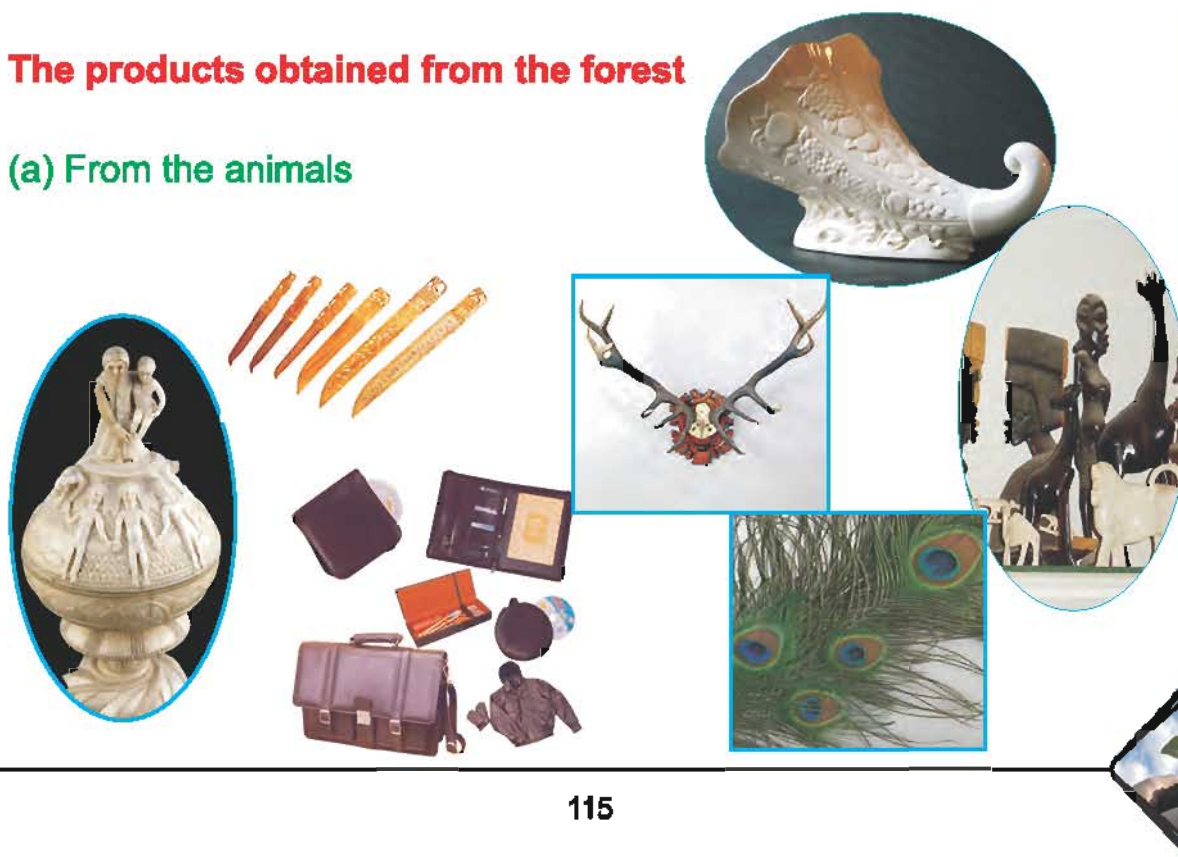 The products obtained from the forest
(a) From the animals
115